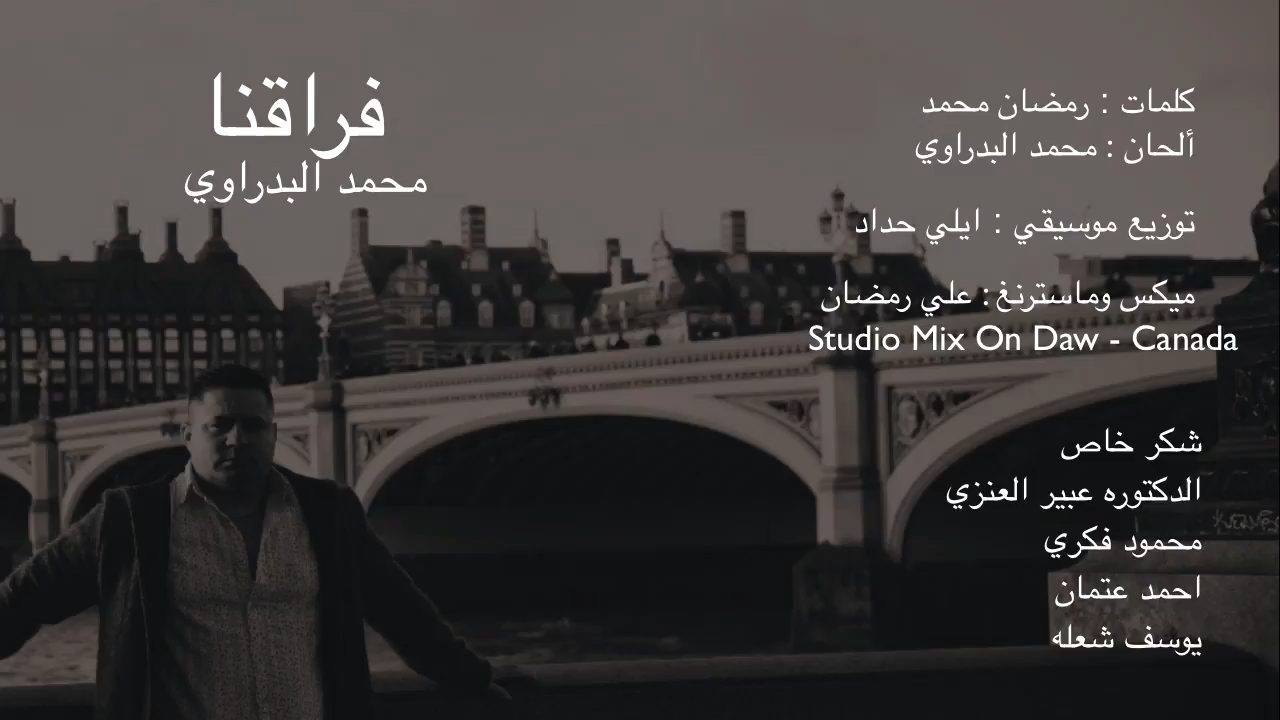 فراقنا
محمد البدراوي
كلمات : رمضان محمد
ألحان : محمد البدراوي
توزيع موسيقي : ايلي حداد
ميكس وماسترنغ : علي رمضان
Studio Mix On Daw - Canada
شكر خاص
الدكتوره عبير العنزي
محمود فكري
احمد عتمان
يوسف شعله